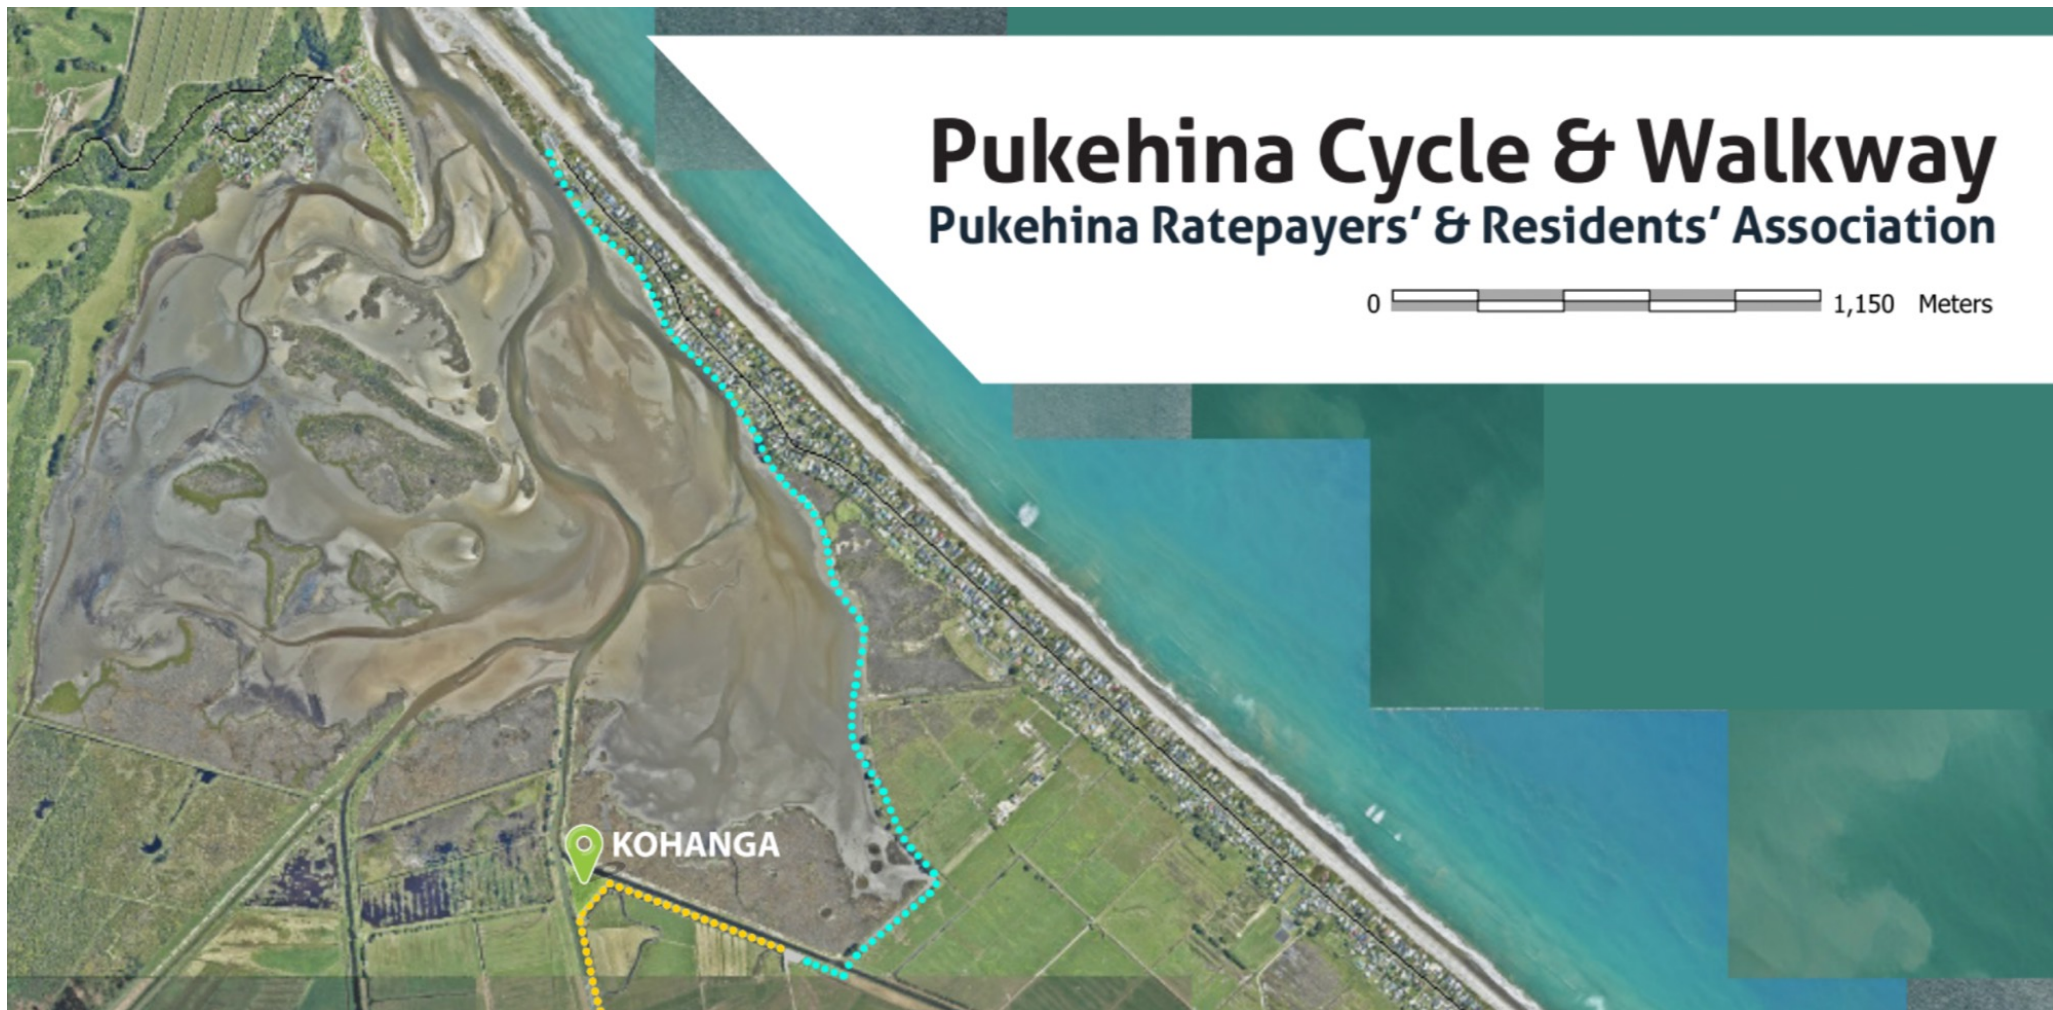 Pukehina Cycle & Walkway
Pukehina Ratepayers’ & Residents’ Association
0 1,150 Meters
KOHANGA